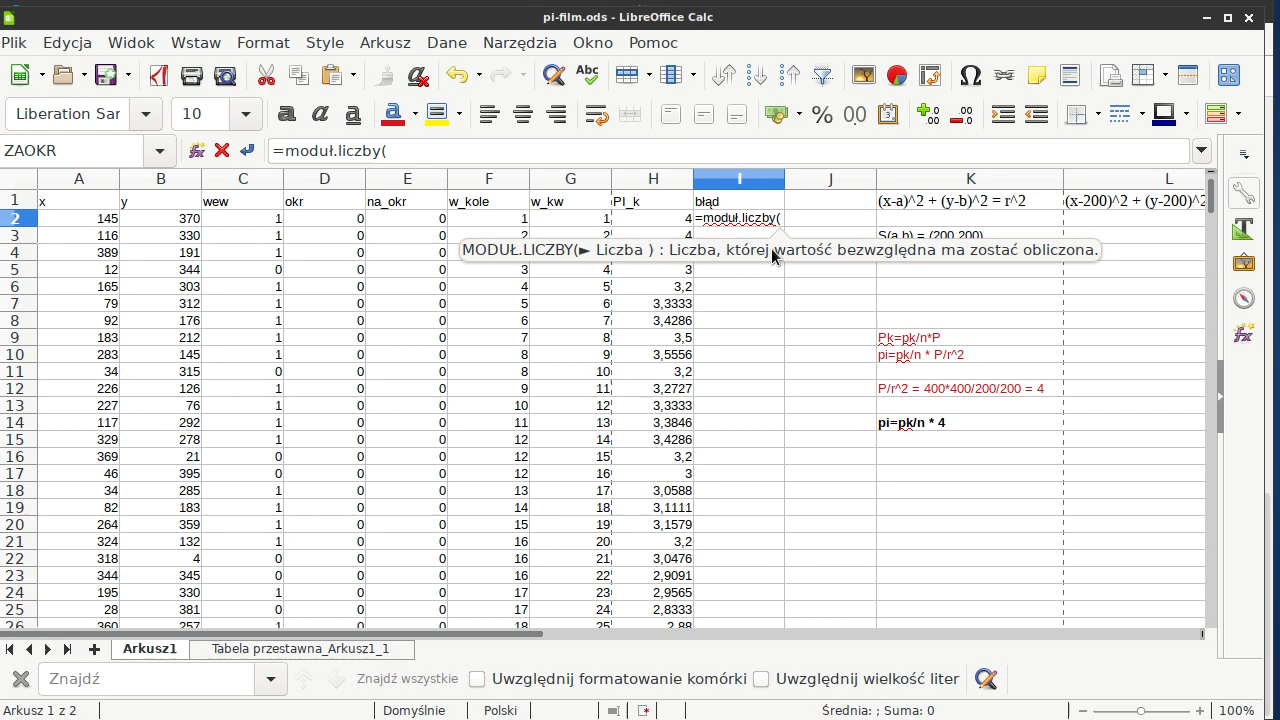 pi-film.ods - LibreOffice Calc
Plik Edycja Widok Wstaw Format Style Arkusz Dane Narzędzia Okno Pomoc
Liberation Sar 10
ZAOKR =moduł.liczby(
A B C D E F G H I J K L
1 x y wew okr na_okr w_kole w_kw PI_k błąd (x-a)^2 + (y-b)^2 = r^2 (x-200)^2 + (y-200)^2
2 145 370 1 0 0 1 1 4 =moduł.liczby(
3 116 330 1 0 0 2 2 4 S(a,b) = (200,200)
MODUŁ.LICZBY(► Liczba ) : Liczba, której wartość bezwzględna ma zostać obliczona.
4 389 191 1 0 0
5 12 344 0 0 0 3 4 3
6 165 303 1 0 0 4 5 3,2
7 79 312 1 0 0 5 6 3,3333
8 92 176 1 0 0 6 7 3,4286
9 183 212 1 0 0 7 8 3,5 Pk=pk/n*P
10 283 145 1 0 0 8 9 3,5556 pi=pk/n * P/r^2
11 34 315 0 0 0 8 10 3,2
12 226 126 1 0 0 9 11 3,2727 P/r^2 = 400*400/200/200 = 4
13 227 76 1 0 0 10 12 3,3333
14 117 292 1 0 0 11 13 3,3846 pi=pk/n * 4
15 329 278 1 0 0 12 14 3,4286
16 369 21 0 0 0 12 15 3,2
17 46 395 0 0 0 12 16 3
18 34 285 1 0 0 13 17 3,0588
19 82 183 1 0 0 14 18 3,1111
20 264 359 1 0 0 15 19 3,1579
21 324 132 1 0 0 16 20 3,2
22 318 4 0 0 0 16 21 3,0476
23 344 345 0 0 0 16 22 2,9091
24 195 330 1 0 0 17 23 2,9565
25 28 381 0 0 0 17 24 2,8333
26 360 257 1 0 0 18 25 2,88
Arkusz1 Tabela przestawna_Arkusz1_1
Znajdź Znajdź wszystkie Uwzględnij formatowanie komórki Uwzględnij wielkość liter
Arkusz 1 z 2 Domyślnie Polski Średnia: ; Suma: 0 100%